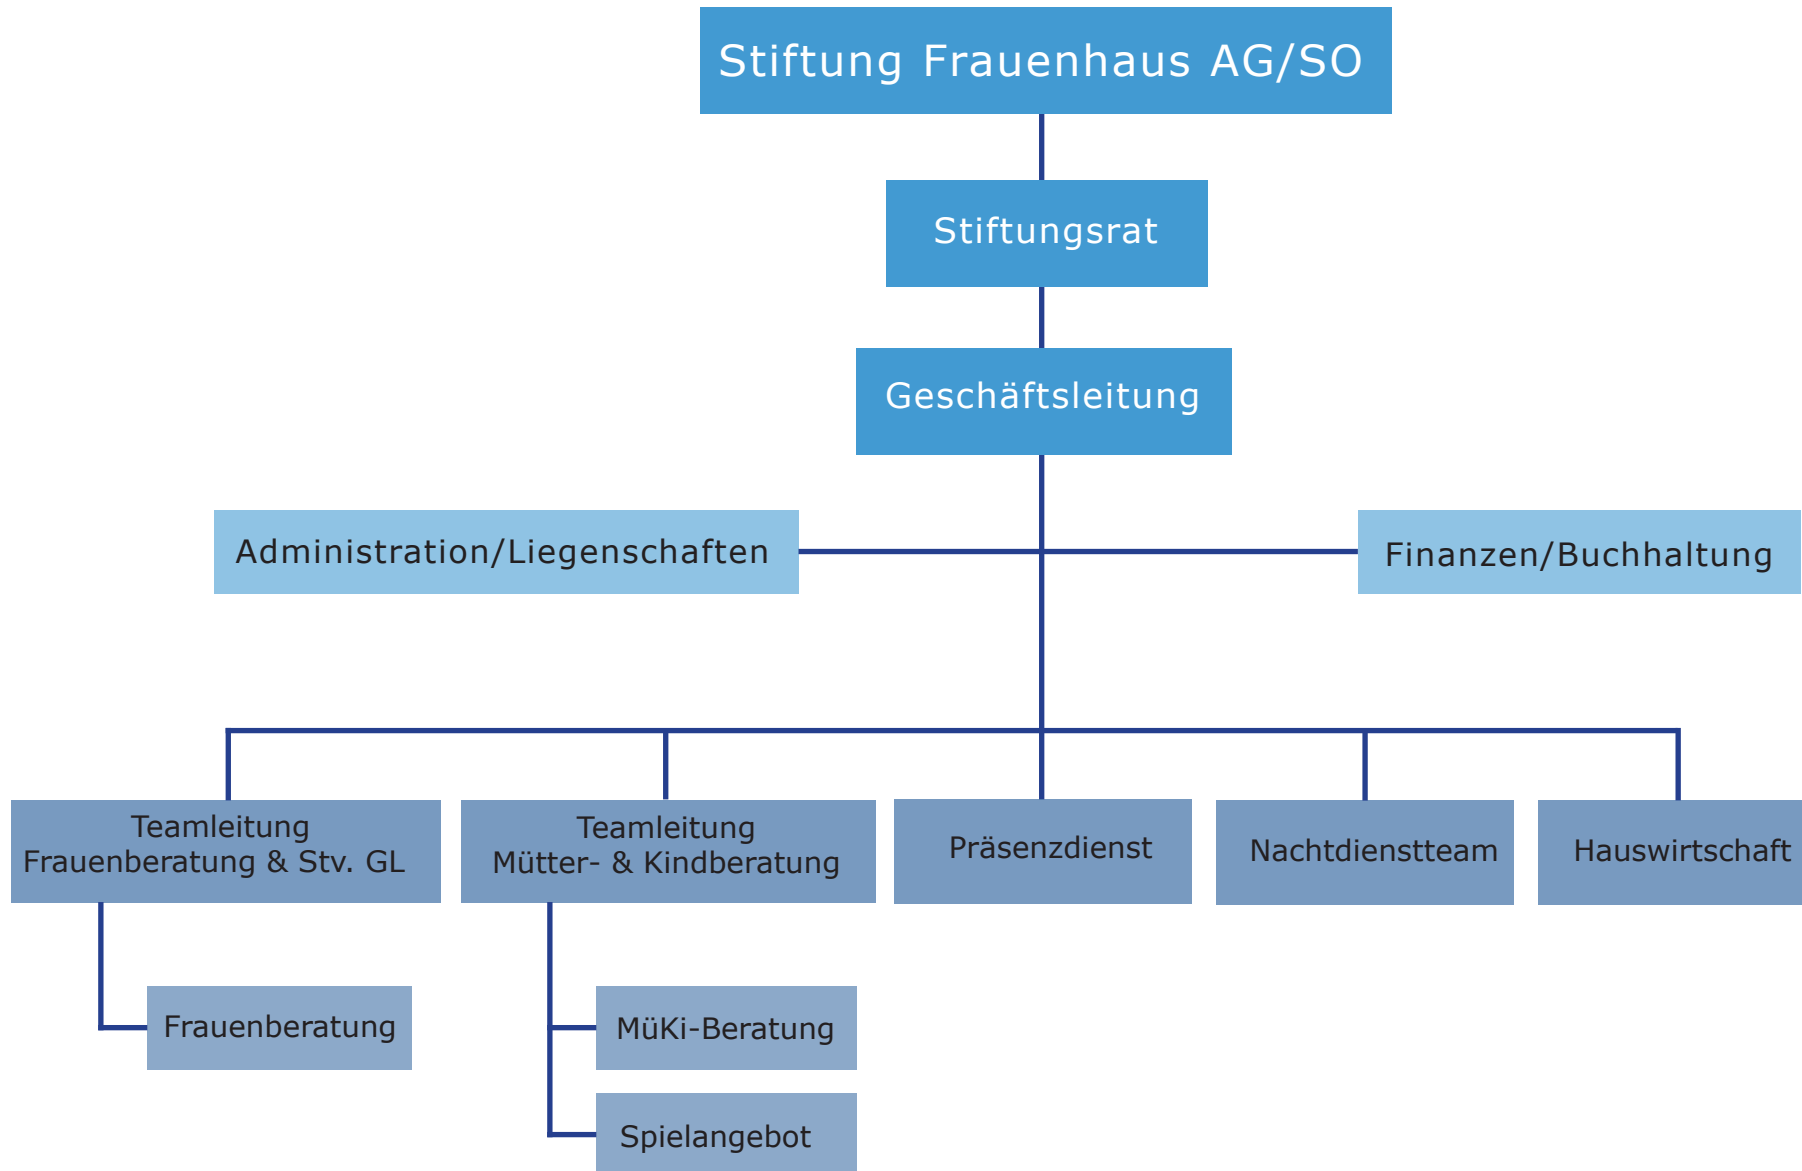 Stiftung Frauenhaus AG/SO
Stiftungsrat
Geschäftsleitung
Administration/Liegenschaften
Finanzen/Buchhaltung
Teamleitung
Frauenberatung & Stv. GL
Teamleitung
Mütter- & Kindberatung
Präsenzdienst
Nachtdienstteam
Hauswirtschaft
Frauenberatung
MüKi-Beratung
Spielangebot